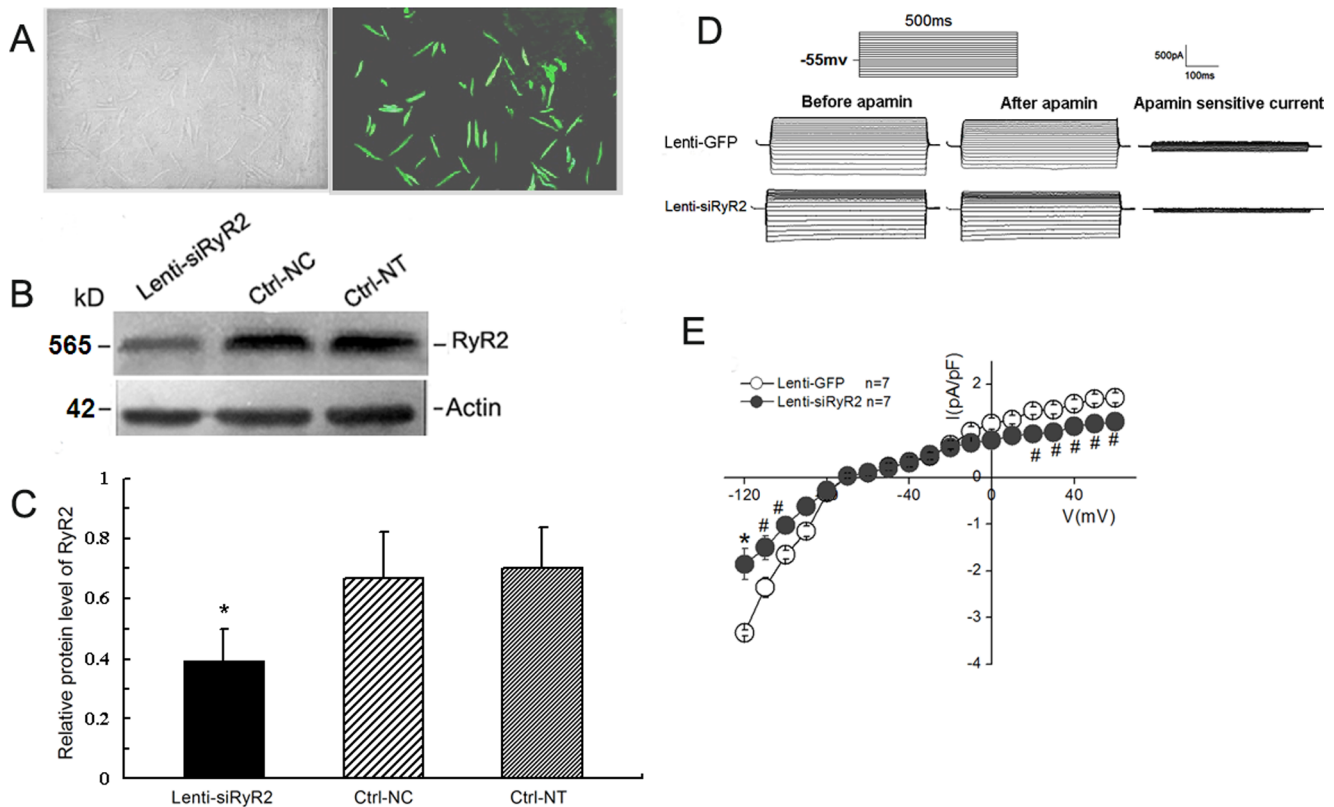 A
B
kD
Lenti-siRyR2
Ctrl-NC
Ctrl-NT
565
RyR2
42
Actin
C
Relative protein level of RyR2
1
0.8
0.6
0.4
0.2
0
*
Lenti-siRyR2
Ctrl-NC
Ctrl-NT
D
500ms
-55mv
500pA
100ms
Before apamin
After apamin
Apamin sensitive current
Lenti-GFP
Lenti-siRyR2
E
Lenti-GFP n=7
Lenti-siRyR2 n=7
I(pA/pF)
2
0
-1
-2
-3
-4
-120
-40
0
40
V(mV)
* # #
# # # # #